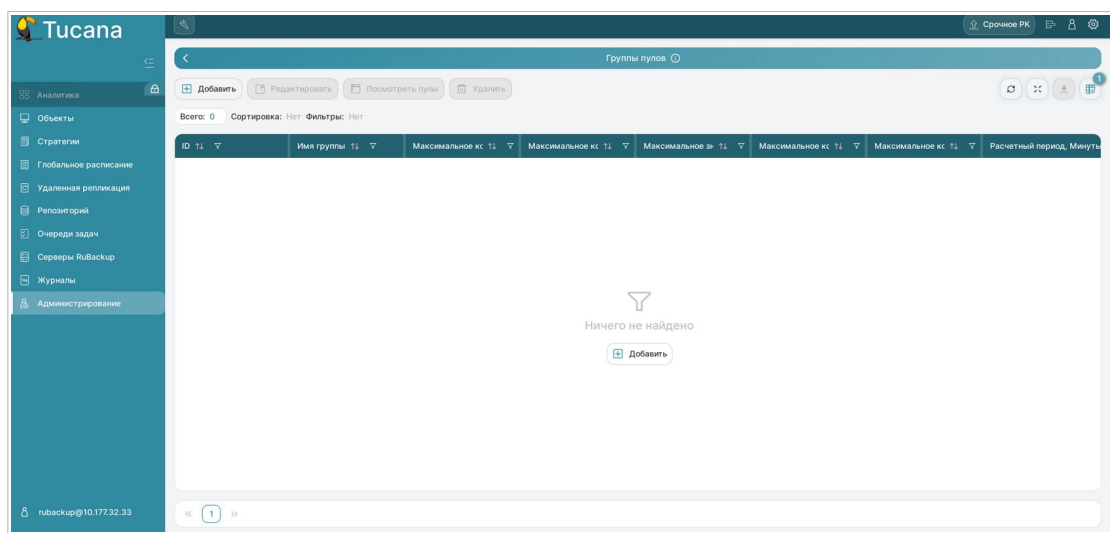 Tucana
Срочное РК
Группы пулов
Аналитика
Добавить
Редактировать
Посмотреть пулы
Удалить
1
Объекты
Всего: 0 Сортировка: Нет Фильтры: Нет
Стратегии
ID
Имя группы
Максимальное кс
Максимальное кс
Максимальное зн
Максимальное кс
Максимальное кс
Расчетный период, Минуты
Глобальное расписание
Удаленная репликация
Репозиторий
Очереди задач
Серверы RuBackup
Журналы
Администрирование
Ничего не найдено
Добавить
rubackup@10.177.32.33
« 1 »